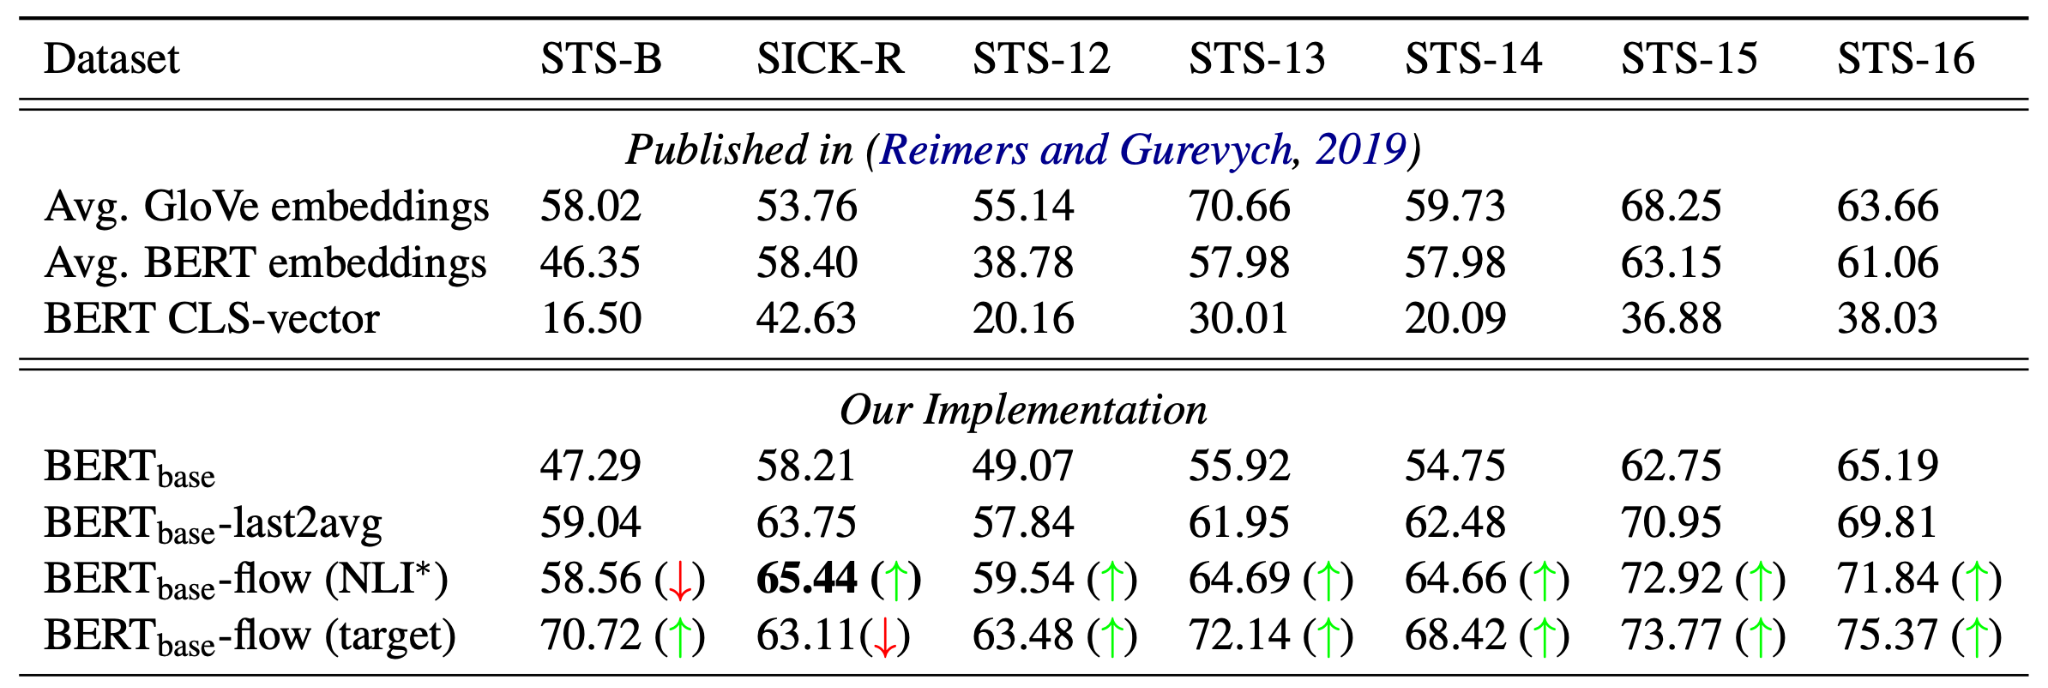 Dataset STS-B SICK-R STS-12 STS-13 STS-14 STS-15 STS-16
Published in (Reimers and Gurevych, 2019)
Avg. GloVe embeddings 58.02 53.76 55.14 70.66 59.73 68.25 63.66
Avg. BERT embeddings 46.35 58.40 38.78 57.98 57.98 63.15 61.06
BERT CLS-vector 16.50 42.63 20.16 30.01 20.09 36.88 38.03
Our Implementation
BERTbase 47.29 58.21 49.07 55.92 54.75 62.75 65.19
BERTbase-last2avg 59.04 63.75 57.84 61.95 62.48 70.95 69.81
BERTbase-flow (NLI*) 58.56 (↓) 65.44 (↑) 59.54 (↑) 64.69 (↑) 64.66 (↑) 72.92 (↑) 71.84 (↑)
BERTbase-flow (target) 70.72 (↑) 63.11(↓) 63.48 (↑) 72.14 (↑) 68.42 (↑) 73.77 (↑) 75.37 (↑)